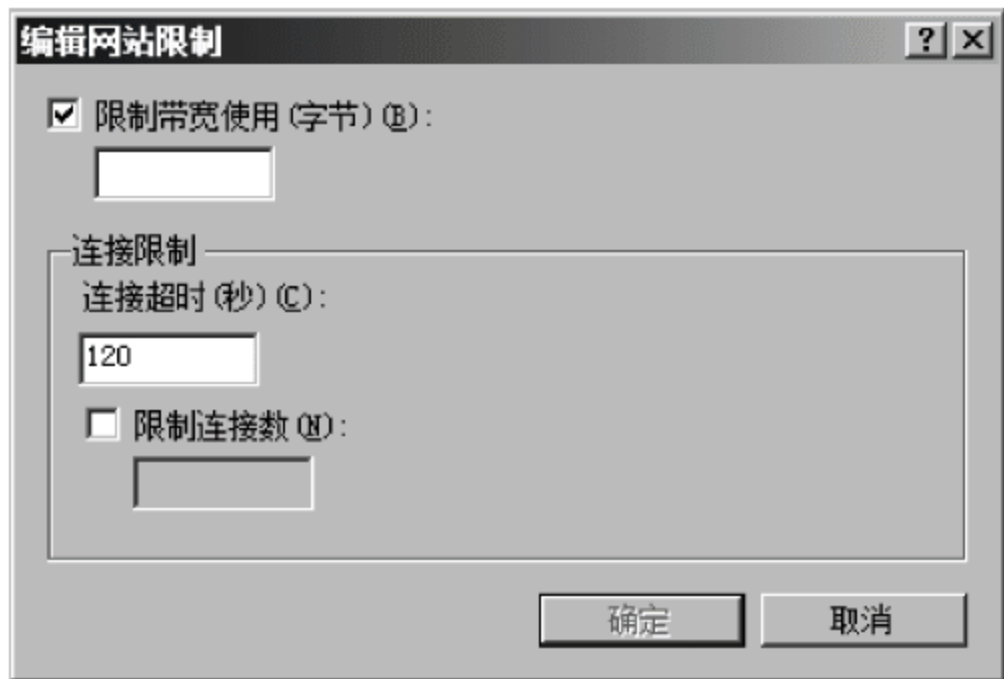 编辑网站限制
限制带宽使用(字节)(B):
连接限制
连接超时(秒)(C):
120
限制连接数(N):
确定 取消